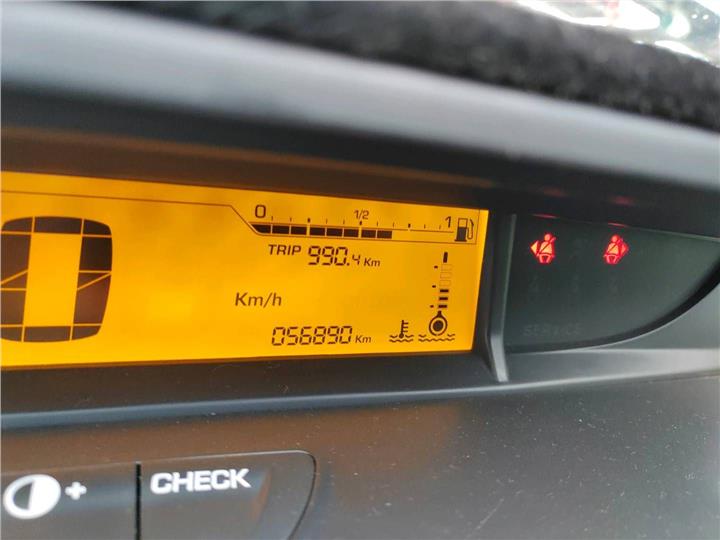 0 1/2 1
TRIP 990.4 Km
Km/h
056890 Km
SERVICE
+
CHECK